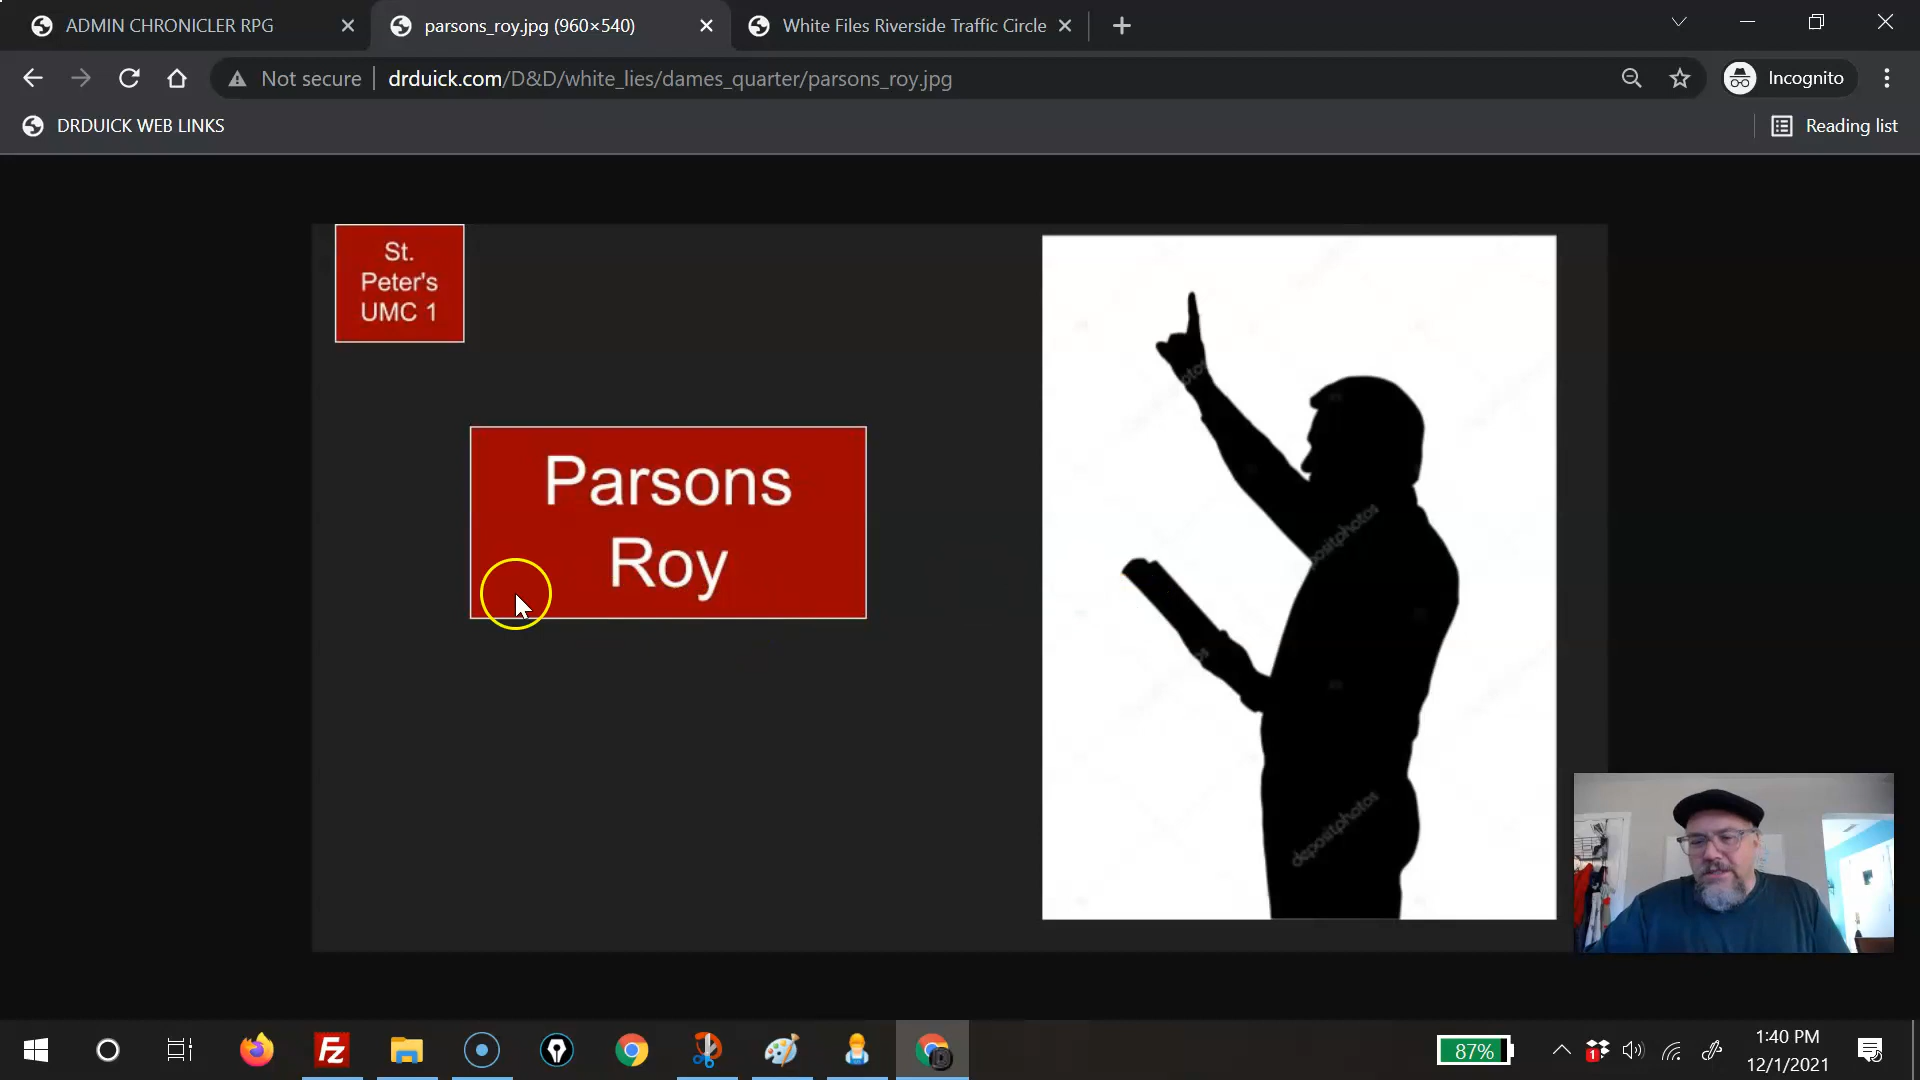 ADMIN CHRONICLER RPG
parsons_roy.jpg (960×540)
White Files Riverside Traffic Circle
Not secure
drduick.com/D&D/white_lies/dames_quarter/parsons_roy.jpg
Incognito
DRDUICK WEB LINKS
Reading list
St.
Peter's
UMC 1
Parsons
Roy
depositphotos
87%
1
1:40 PM
12/1/2021